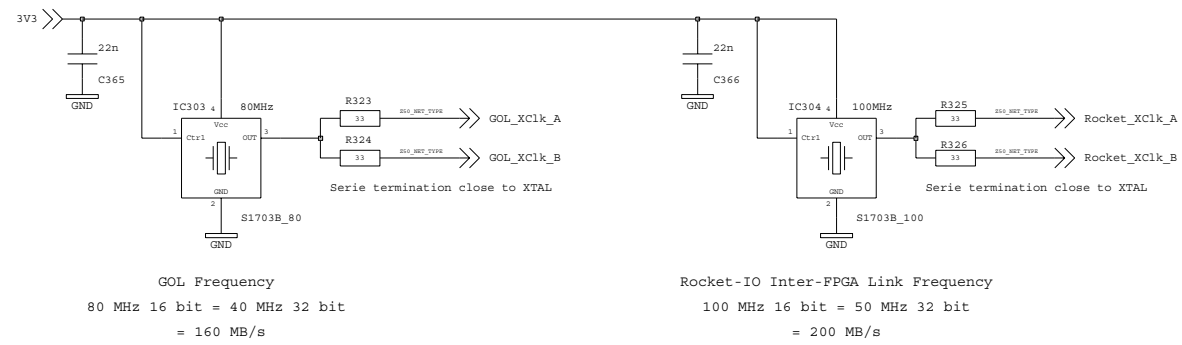 3V3
22n
C365
GND
IC303 4 80MHz
Vcc
1 Ctrl OUT 3
GND
2
S1703B_80
GND
R323
33 Z50_NET_TYPE GOL_XClk_A
R324
33 Z50_NET_TYPE GOL_XClk_B
Serie termination close to XTAL
GOL Frequency
80 MHz 16 bit = 40 MHz 32 bit
= 160 MB/s
22n
C366
GND
IC304 4 100MHz
Vcc
1 Ctrl OUT 3
GND
2
S1703B_100
GND
R325
33 Z50_NET_TYPE Rocket_XClk_A
R326
33 Z50_NET_TYPE Rocket_XClk_B
Serie termination close to XTAL
Rocket-IO Inter-FPGA Link Frequency
100 MHz 16 bit = 50 MHz 32 bit
= 200 MB/s